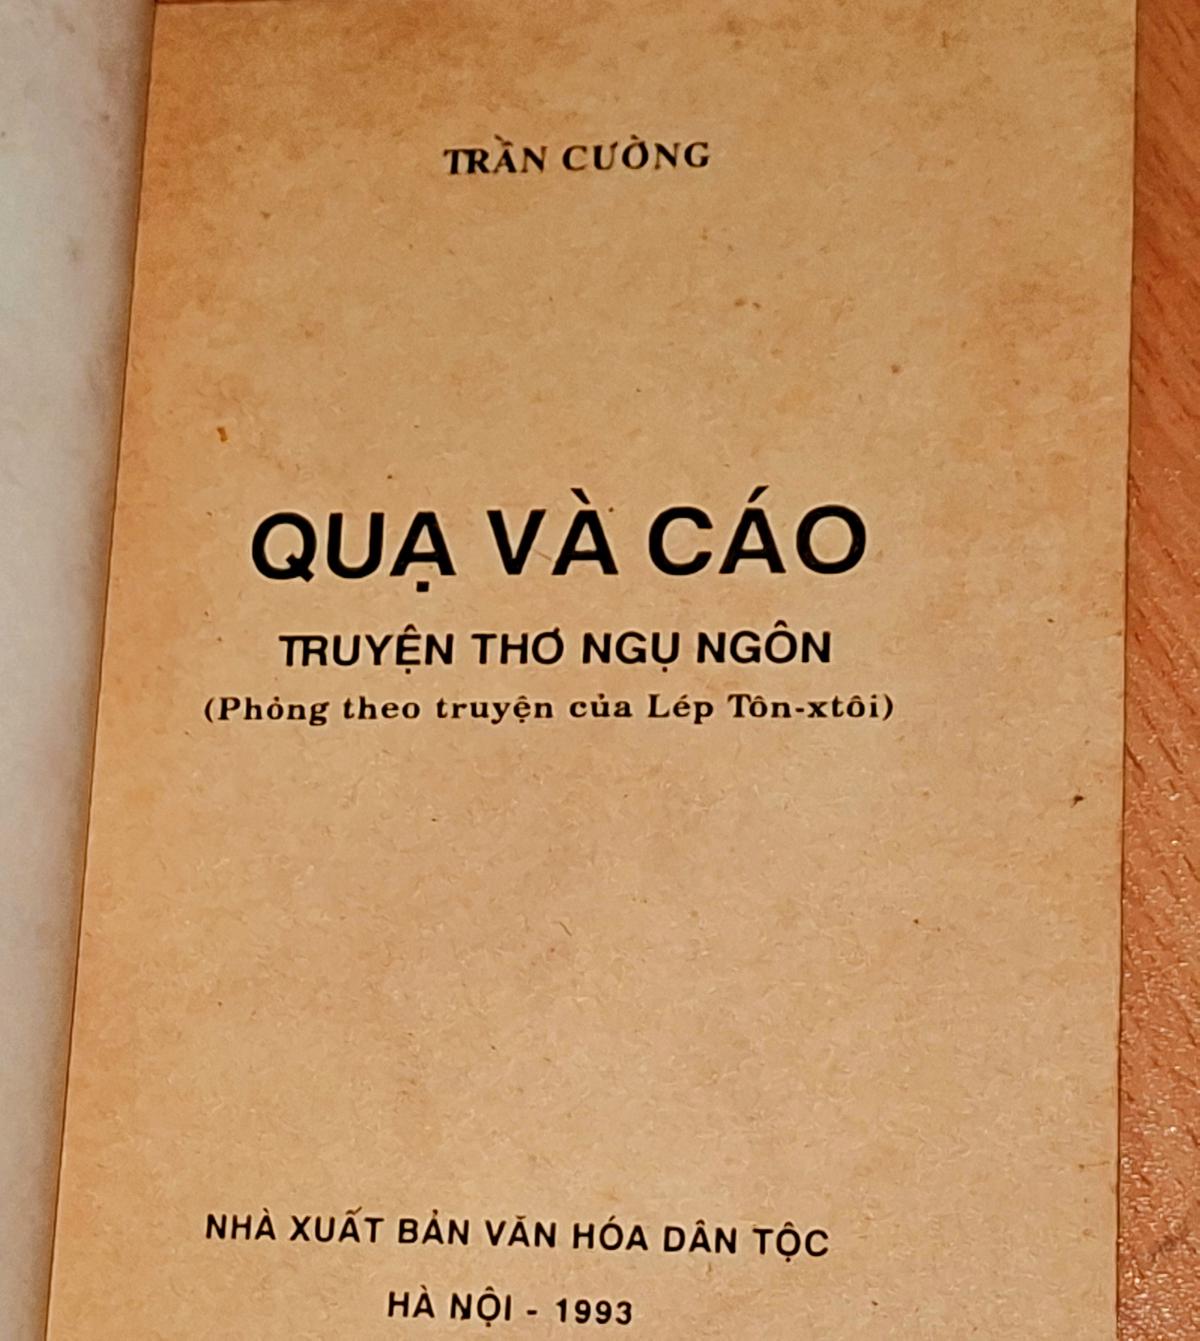 TRẦN CƯỜNG
QUẠ VÀ CÁO
TRUYỆN THƠ NGỤ NGÔN
(Phỏng theo truyện của Lép Tôn-xtôi)
NHÀ XUẤT BẢN VĂN HÓA DÂN TỘC
HÀ NỘI - 1993